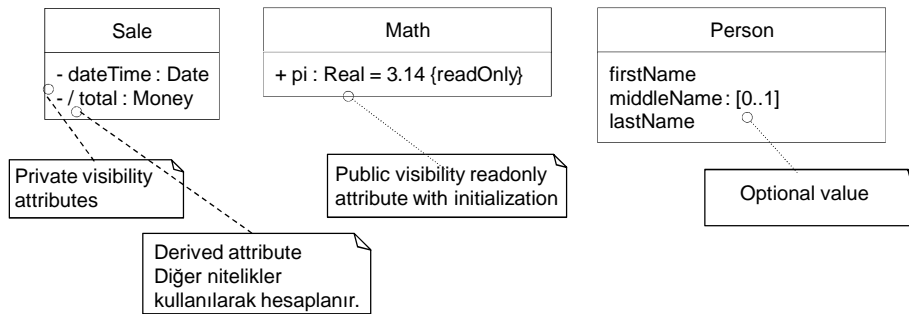 Sale
- dateTime : Date
- / total : Money
Math
+ pi : Real = 3.14 {readOnly}
Person
firstName
middleName : [0..1]
lastName
Private visibility
attributes
Public visibility readonly
attribute with initialization
Optional value
Derived attribute
Diğer nitelikler
kullanılarak hesaplanır.